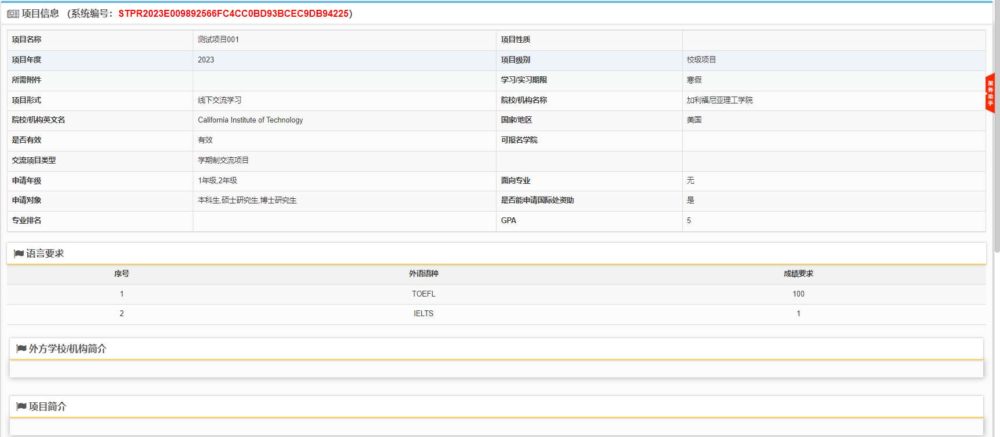 项目信息 (系统编号: STPR2023E009892566FC4CC0BD93BCEC9DB94225)
项目名称 测试项目001 项目性质
项目年度 2023 项目级别 校级项目
所需附件 学习/实习期限 寒假
项目形式 线下交流学习 院校/机构名称 加利福尼亚理工学院
院校/机构英文名 California Institute of Technology 国家/地区 美国
是否有效 有效 可报名学院
交流项目类型 学期制交流项目
申请年级 1年级,2年级 面向专业 无
申请对象 本科生,硕士研究生,博士研究生 是否能申请国际处资助 是
专业排名 GPA 5
服务助手
语言要求
序号 外语语种 成绩要求
1 TOEFL 100
2 IELTS 1
外方学校/机构简介
项目简介